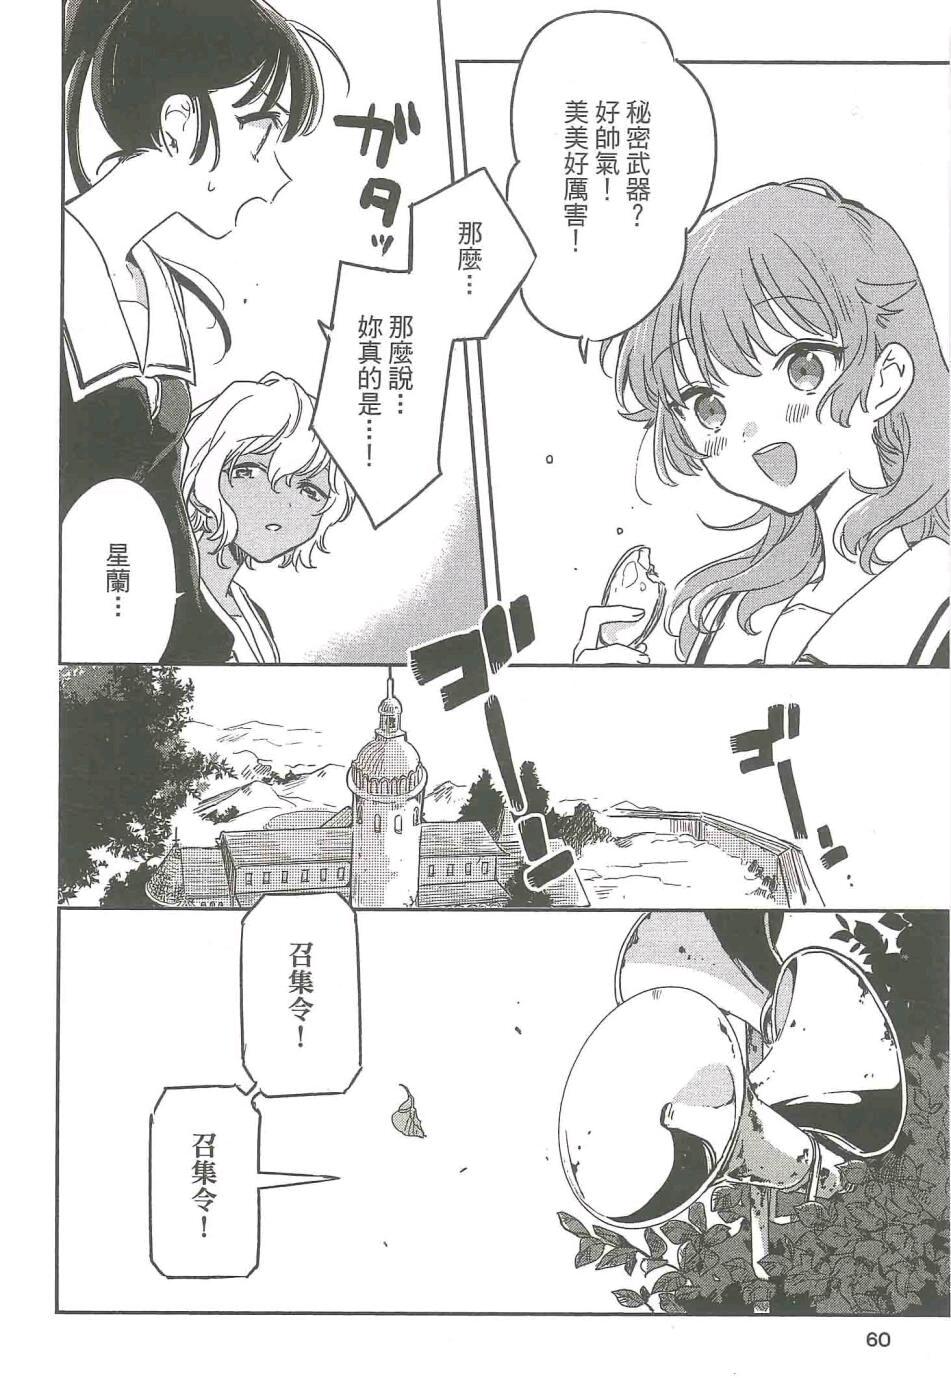 秘密武器？
好帥氣！
美美好厲害！
ガタッ
那麼…
那麼說…
妳真的是……！
星蘭…
ゴーン
ゴーン
召集令！
召集令！
60